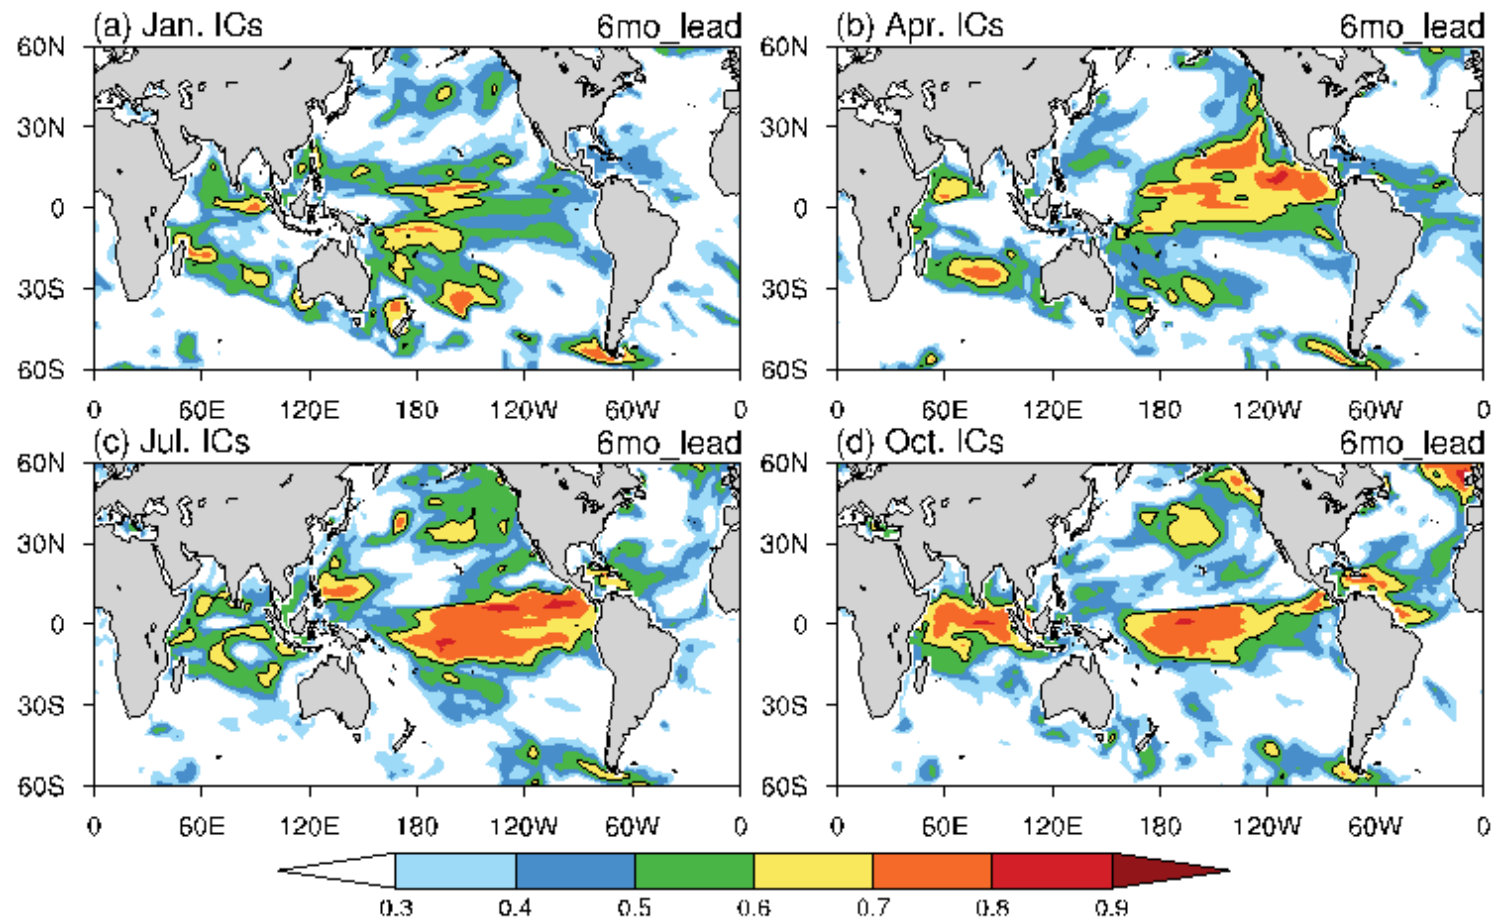 (a) Jan. ICs 6mo_lead (b) Apr. ICs 6mo_lead
60N 60N
30N 30N
0 0
30S 30S
60S 60S
0 60E 120E 180 120W 60W 0 0 60E 120E 180 120W 60W 0
(c) Jul. ICs 6mo_lead (d) Oct. ICs 6mo_lead
60N 60N
30N 30N
0 0
30S 30S
60S 60S
0 60E 120E 180 120W 60W 0 0 60E 120E 180 120W 60W 0
0.3 0.4 0.5 0.6 0.7 0.8 0.9